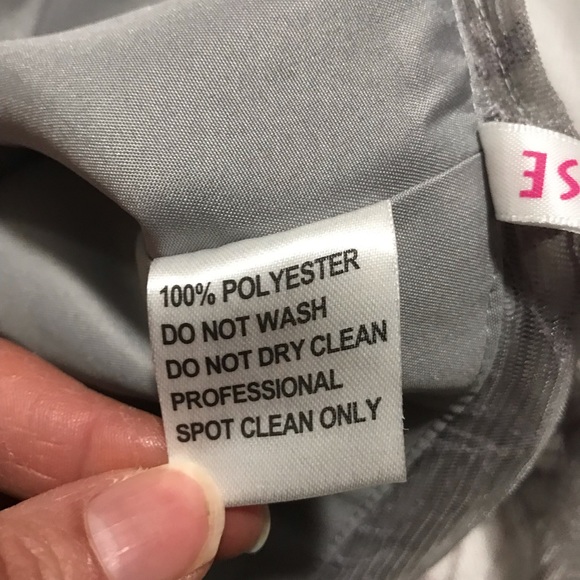 100% POLYESTER
DO NOT WASH
DO NOT DRY CLEAN
PROFESSIONAL
SPOT CLEAN ONLY